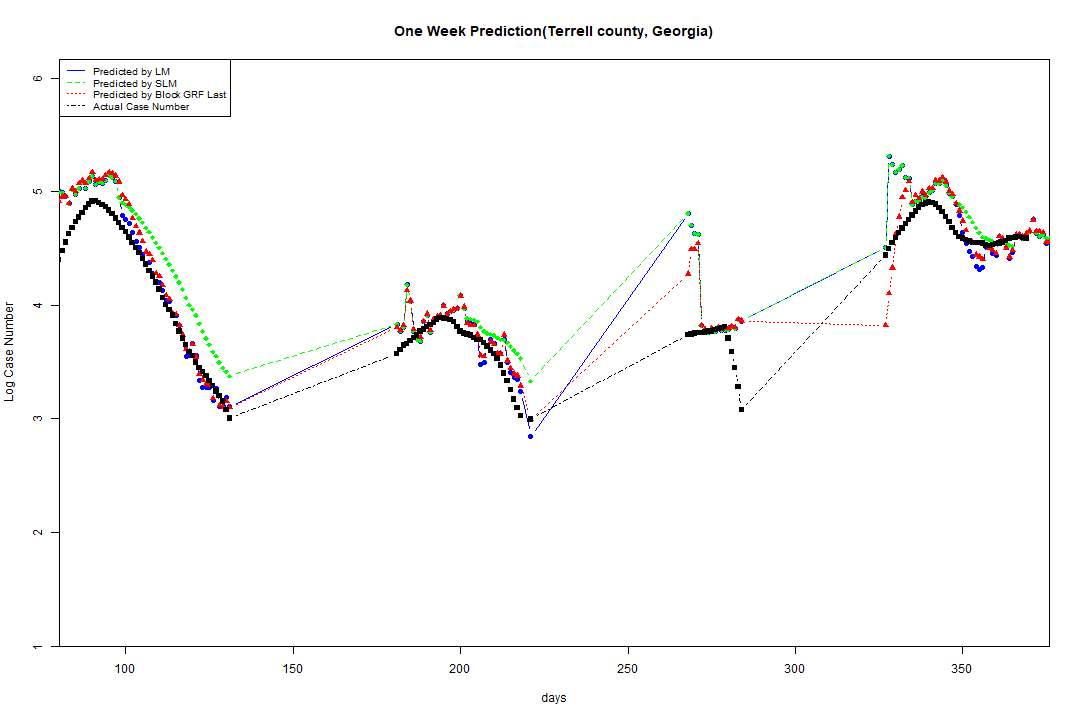 One Week Prediction(Terrell county, Georgia)
Predicted by LM
Predicted by SLM
Predicted by Block GRF Last
Actual Case Number
6
5
4
3
2
1
Log Case Number
100 150 200 250 300 350
days